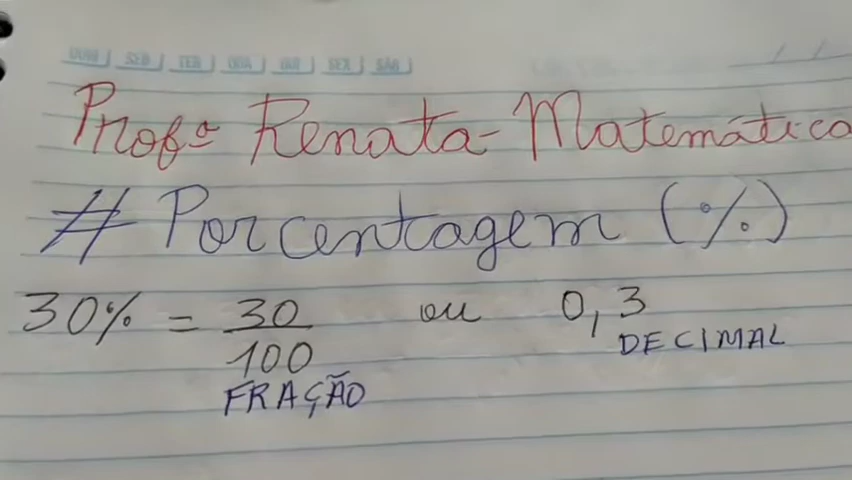 DOM SEG TER QUA QUI SEX SÁB
Profª Renata - Matemática
# Porcentagem (%)
30% = 30/100 ou 0,3
FRAÇÃO DECIMAL